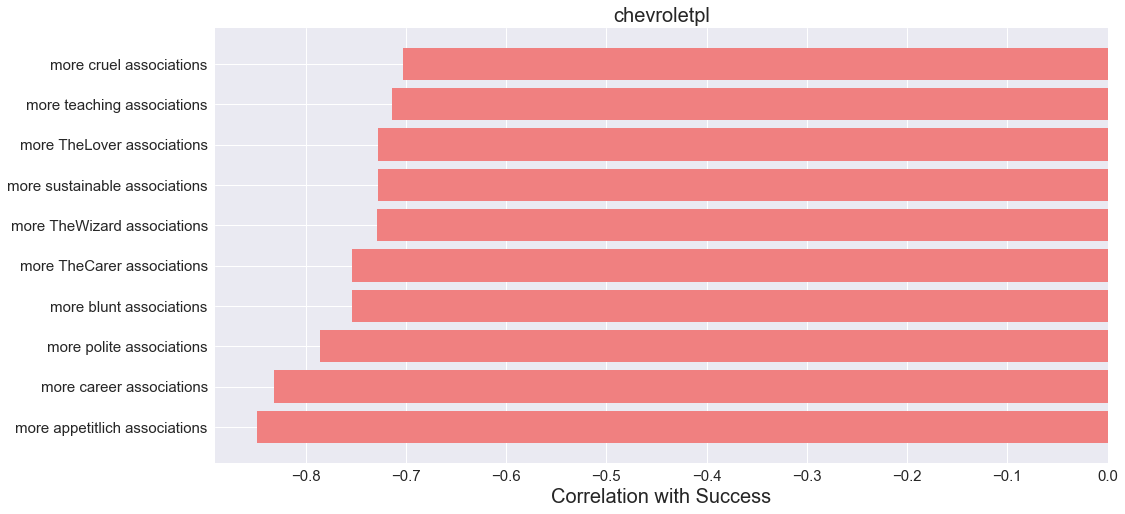 chevroletpl
more cruel associations
more teaching associations
more TheLover associations
more sustainable associations
more TheWizard associations
more TheCarer associations
more blunt associations
more polite associations
more career associations
more appetitlich associations
−0.8 −0.7 −0.6 −0.5 −0.4 −0.3 −0.2 −0.1 0.0
Correlation with Success